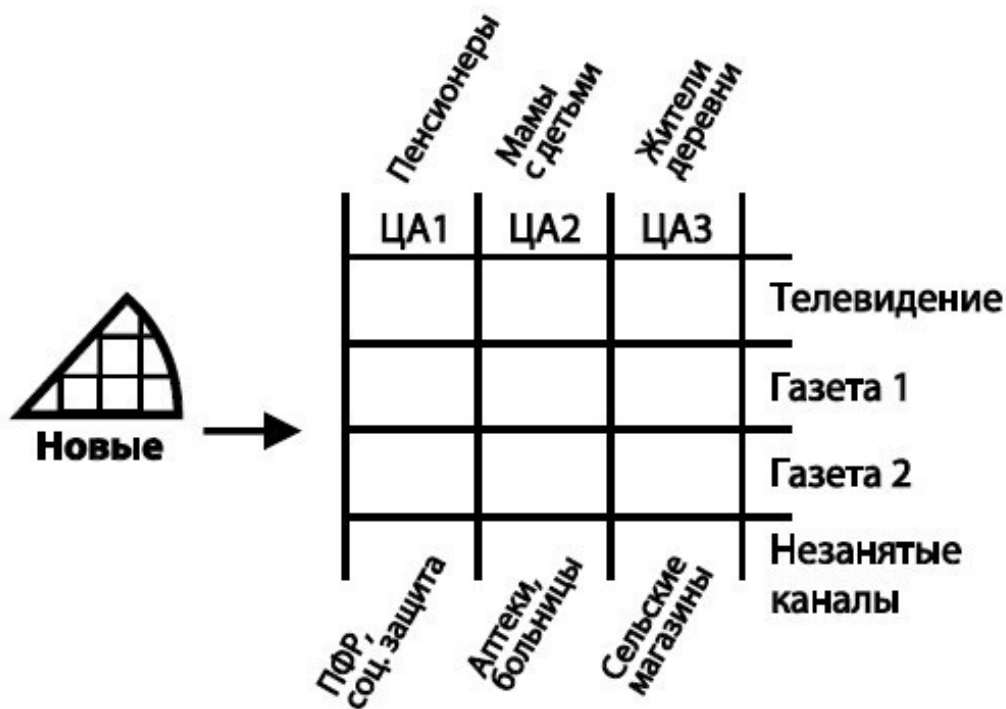 Пенсионеры
Мамы
с детьми
Жители
деревни
ЦА1 ЦА2 ЦА3
Телевидение
Газета 1
Новые
Газета 2
Незанятые
каналы
ПФР,
соц. защита
Аптеки,
больницы
Сельские
магазины